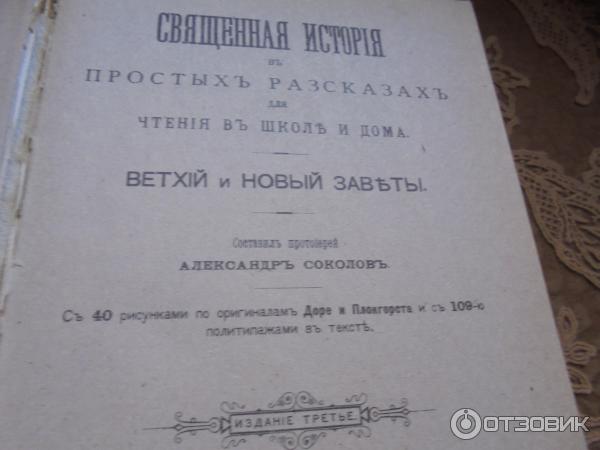 СВЯЩЕННАЯ ИСТОРІЯ
въ
ПРОСТЫХЪ РАЗСКАЗАХЪ
для
ЧТЕНІЯ ВЪ ШКОЛѢ И ДОМА.
ВЕТХІЙ и НОВЫЙ ЗАВѢТЫ.
Составилъ протоіерей
АЛЕКСАНДРЪ СОКОЛОВЪ.
Съ 40 рисунками по оригиналамъ Доре и Плокгорста и съ 109-ю
политипажами въ текстѣ.
ИЗДАНІЕ ТРЕТЬЕ.
ОТЗОВИК